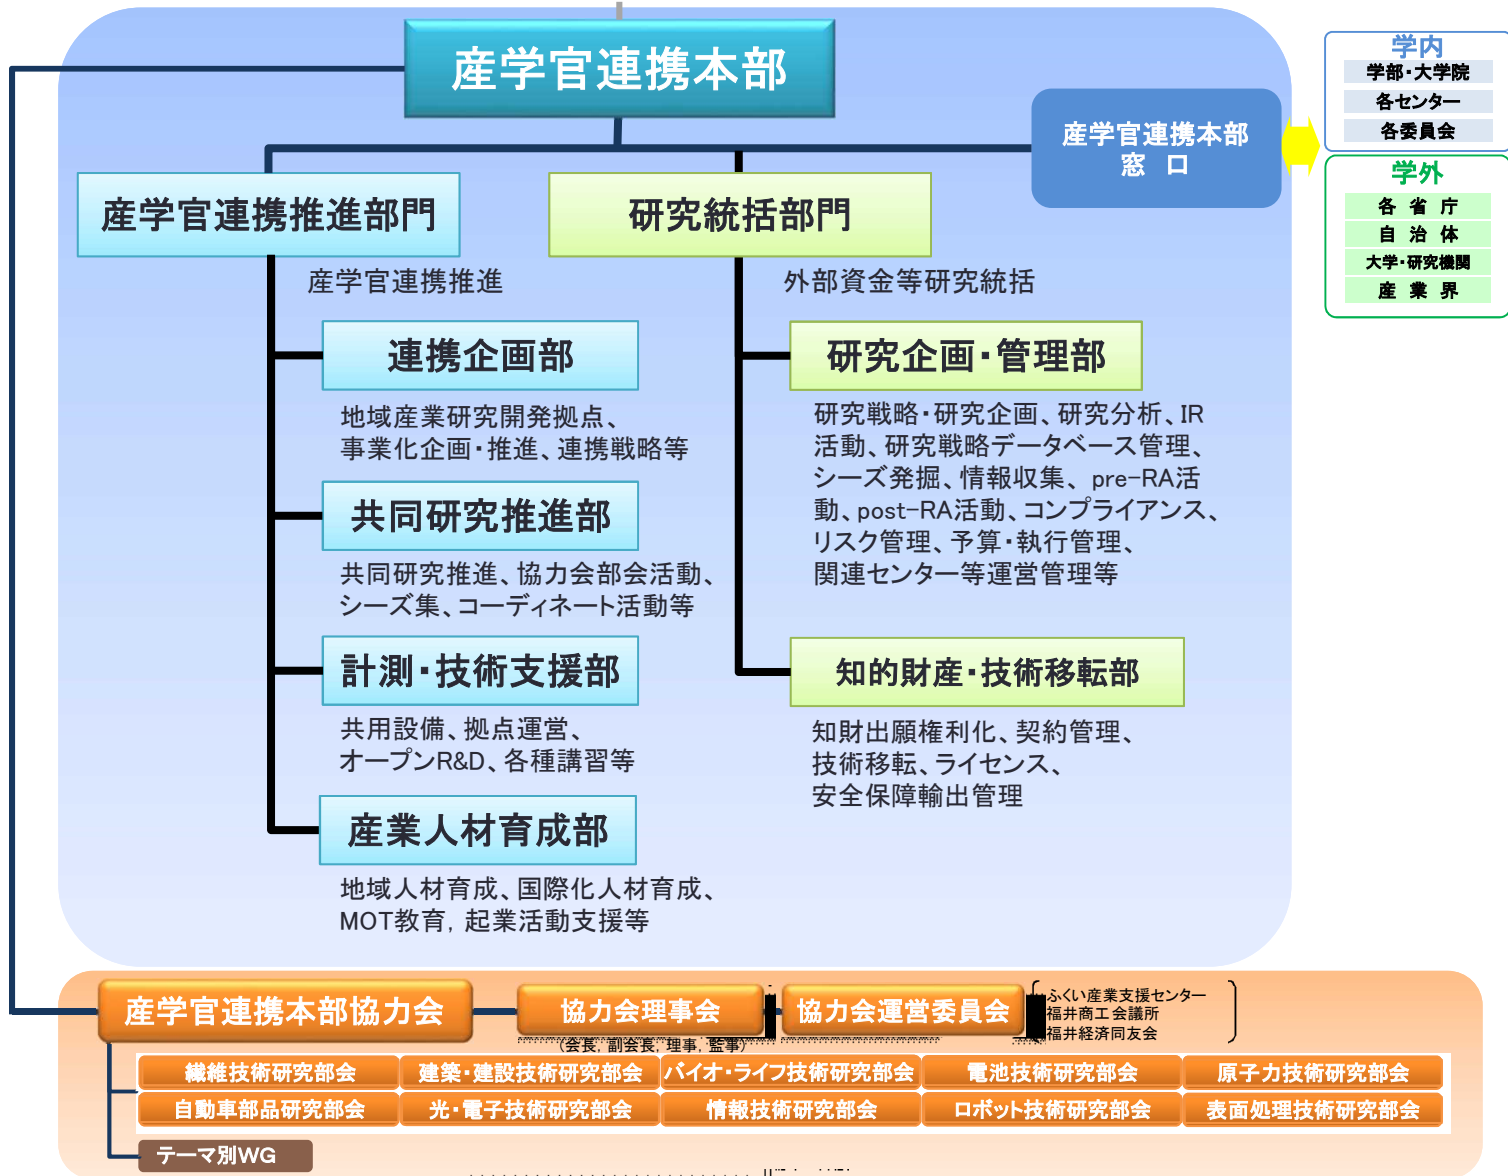 産学官連携本部
産学官連携本部
窓　口
学内
学部・大学院
各センター
各委員会
学外
各　省　庁
自　治　体
大学・研究機関
産　業　界
産学官連携推進部門
産学官連携推進
連携企画部
地域産業研究開発拠点、
事業化企画・推進、連携戦略等
共同研究推進部
共同研究推進、協力会部会活動、
シーズ集、コーディネート活動等
計測・技術支援部
共用設備、拠点運営、
オープンR&D、各種講習等
産業人材育成部
地域人材育成、国際化人材育成、
MOT教育, 起業活動支援等
研究統括部門
外部資金等研究統括
研究企画・管理部
研究戦略・研究企画、研究分析、IR
活動、研究戦略データベース管理、
シーズ発掘、情報収集、 pre-RA活
動、post-RA活動、コンプライアンス、
リスク管理、予算・執行管理、
関連センター等運営管理等
知的財産・技術移転部
知財出願権利化、契約管理、
技術移転、ライセンス、
安全保障輸出管理
産学官連携本部協力会
協力会理事会
(会長, 副会長, 理事, 監事)
協力会運営委員会
ふくい産業支援センター
福井商工会議所
福井経済同友会
繊維技術研究部会
建築・建設技術研究部会
バイオ・ライフ技術研究部会
電池技術研究部会
原子力技術研究部会
自動車部品研究部会
光・電子技術研究部会
情報技術研究部会
ロボット技術研究部会
表面処理技術研究部会
テーマ別WG